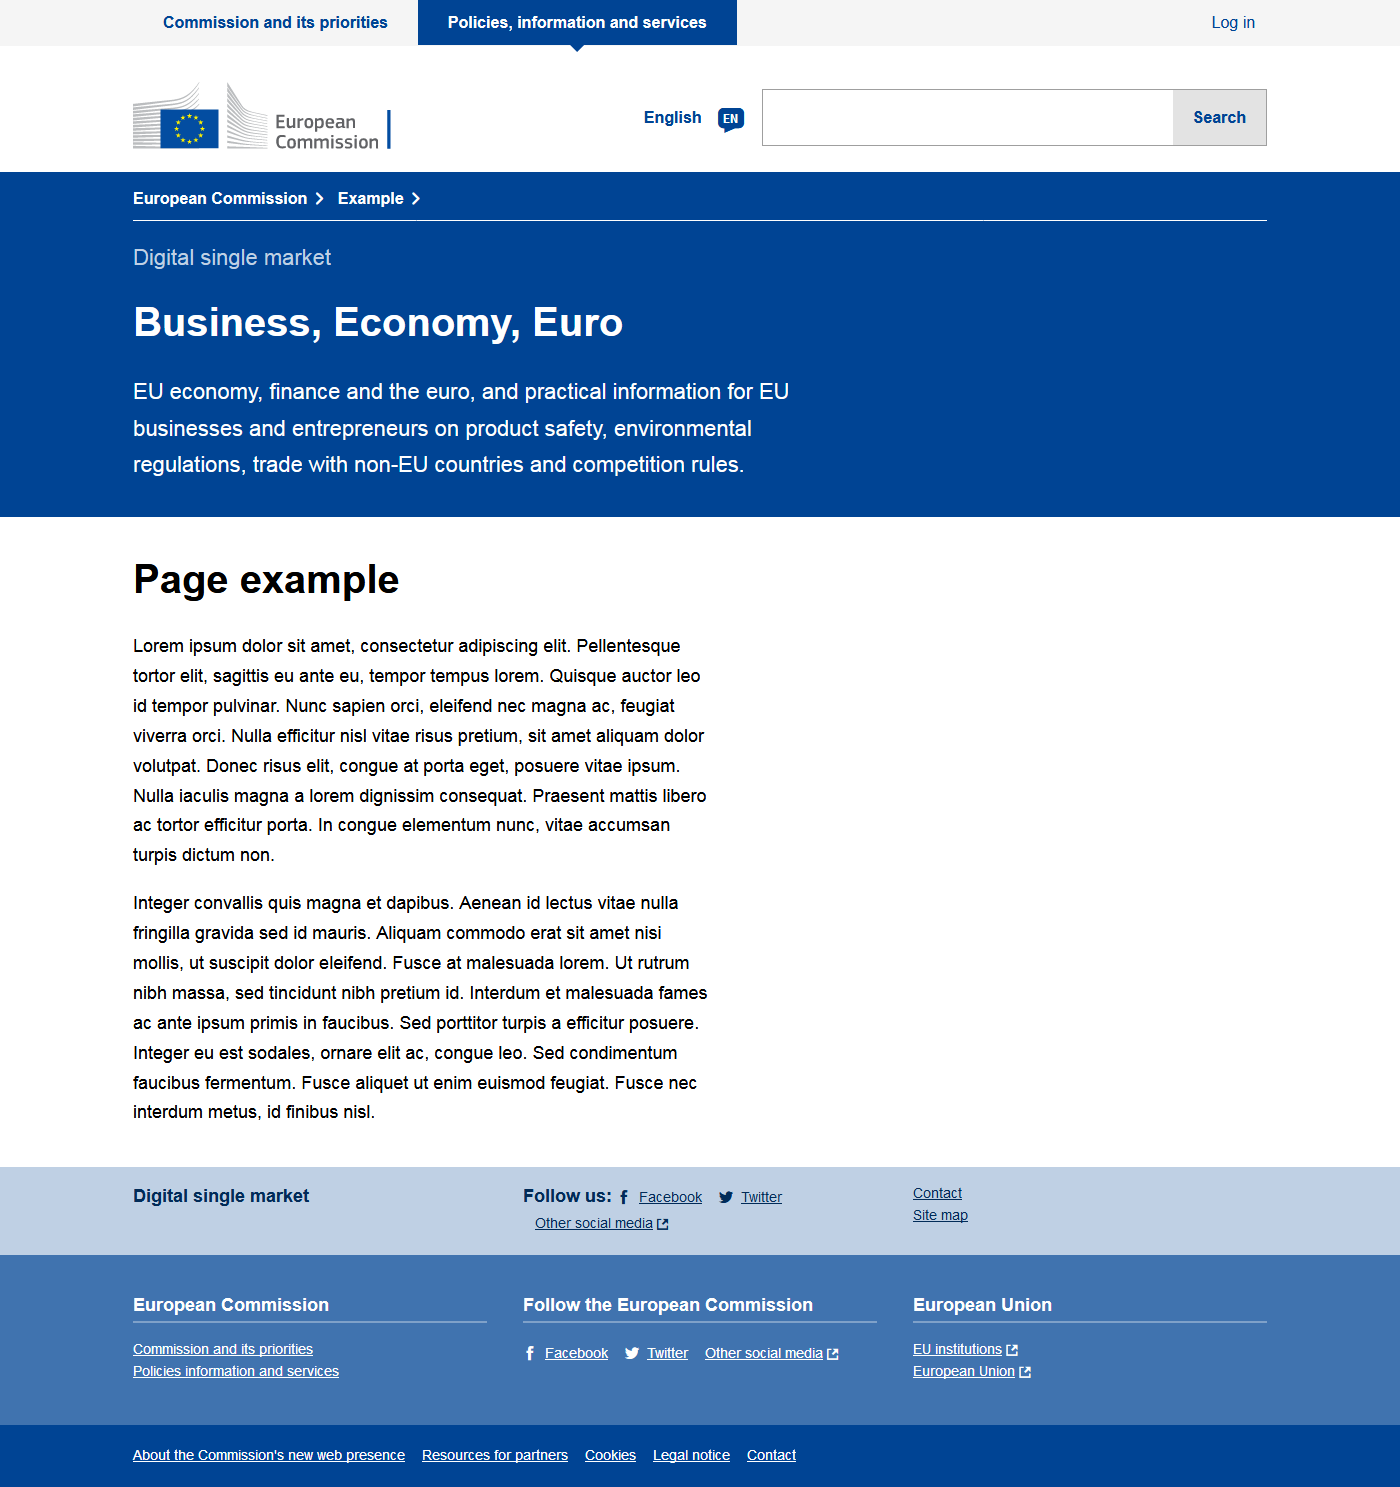 Commission and its priorities
Policies, information and services
Log in
European
Commission
English
EN
Search
European Commission
Example
Digital single market
Business, Economy, Euro
EU economy, finance and the euro, and practical information for EU
businesses and entrepreneurs on product safety, environmental
regulations, trade with non-EU countries and competition rules.
Page example
Lorem ipsum dolor sit amet, consectetur adipiscing elit. Pellentesque
tortor elit, sagittis eu ante eu, tempor tempus lorem. Quisque auctor leo
id tempor pulvinar. Nunc sapien orci, eleifend nec magna ac, feugiat
viverra orci. Nulla efficitur nisl vitae risus pretium, sit amet aliquam dolor
volutpat. Donec risus elit, congue at porta eget, posuere vitae ipsum.
Nulla iaculis magna a lorem dignissim consequat. Praesent mattis libero
ac tortor efficitur porta. In congue elementum nunc, vitae accumsan
turpis dictum non.
Integer convallis quis magna et dapibus. Aenean id lectus vitae nulla
fringilla gravida sed id mauris. Aliquam commodo erat sit amet nisi
mollis, ut suscipit dolor eleifend. Fusce at malesuada lorem. Ut rutrum
nibh massa, sed tincidunt nibh pretium id. Interdum et malesuada fames
ac ante ipsum primis in faucibus. Sed porttitor turpis a efficitur posuere.
Integer eu est sodales, ornare elit ac, congue leo. Sed condimentum
faucibus fermentum. Fusce aliquet ut enim euismod feugiat. Fusce nec
interdum metus, id finibus nisl.
Digital single market
Follow us: Facebook Twitter
Other social media
Contact
Site map
European Commission
Commission and its priorities
Policies information and services
Follow the European Commission
Facebook Twitter Other social media
European Union
EU institutions
European Union
About the Commission's new web presence Resources for partners Cookies Legal notice Contact